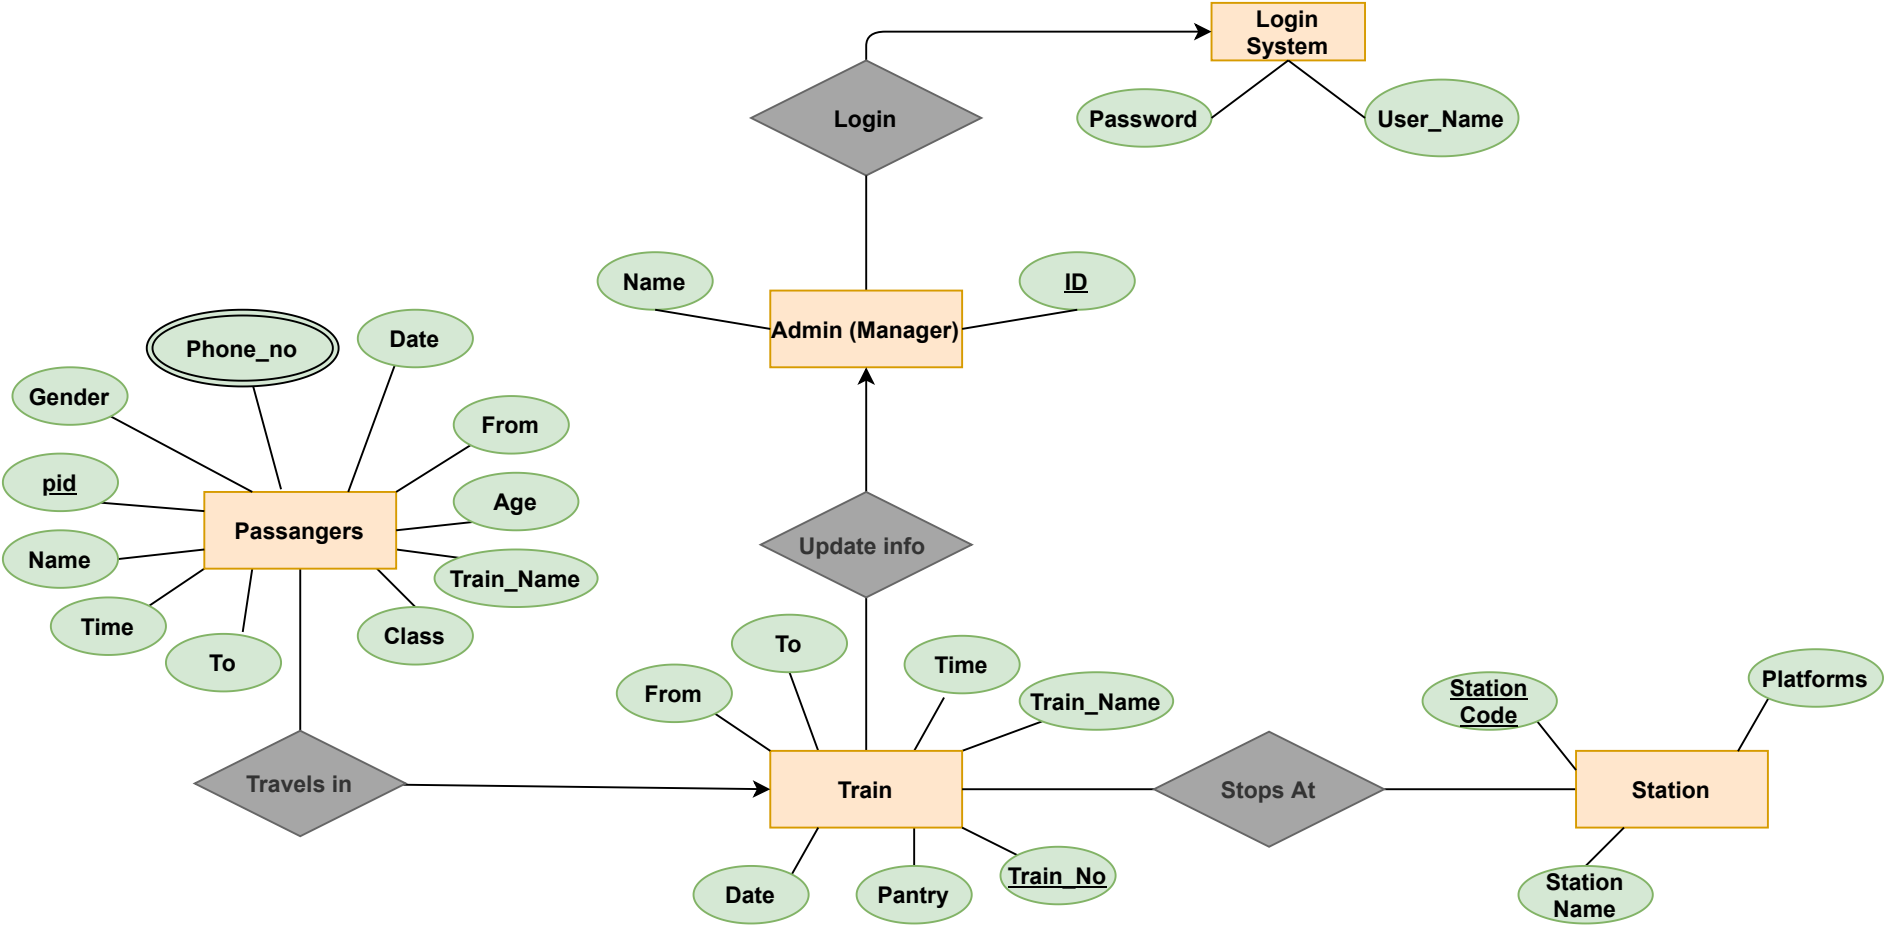 Login
System
Login
Password
User_Name
Name
ID
Admin (Manager)
Phone_no
Date
Gender
From
pid
Age
Passangers
Update info
Name
Train_Name
Time
Class
To
To
Time
From
Train_Name
Station
Code
Platforms
Travels in
Train
Stops At
Station
Date
Pantry
Train_No
Station
Name